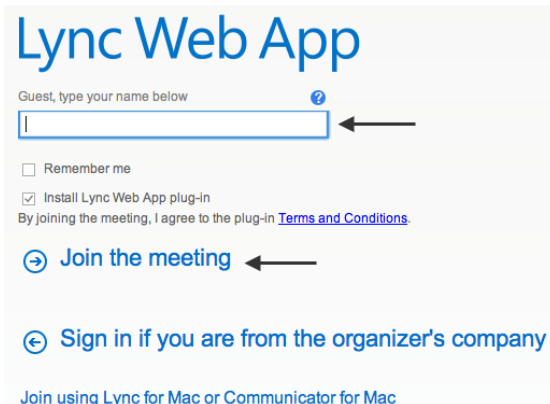 Lync Web App
Guest, type your name below
Remember me
Install Lync Web App plug-in
By joining the meeting, I agree to the plug-in Terms and Conditions.
Join the meeting
Sign in if you are from the organizer's company
Join using Lync for Mac or Communicator for Mac